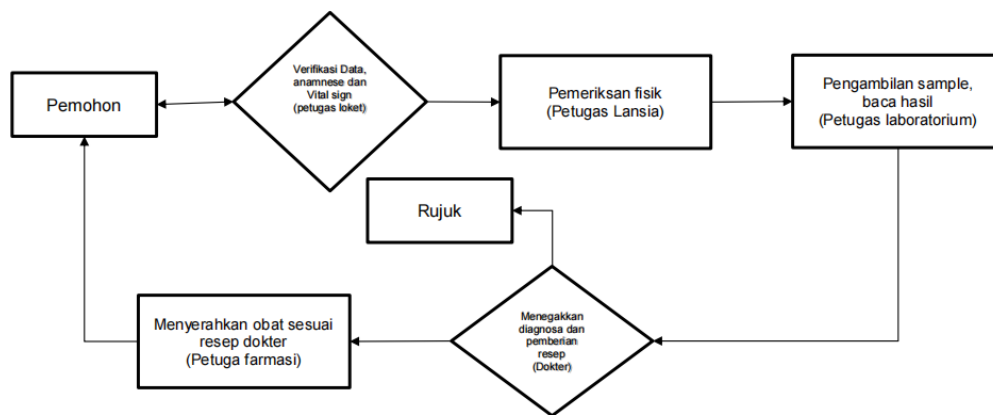 Pemohon
Verifikasi Data,
anamnese dan
Vital sign
(petugas loket)
Pemeriksan fisik
(Petugas Lansia)
Pengambilan sample,
baca hasil
(Petugas laboratorium)
Rujuk
Menyerahkan obat sesuai
resep dokter
(Petuga farmasi)
Menegakkan
diagnosa dan
pemberian
resep
(Dokter)